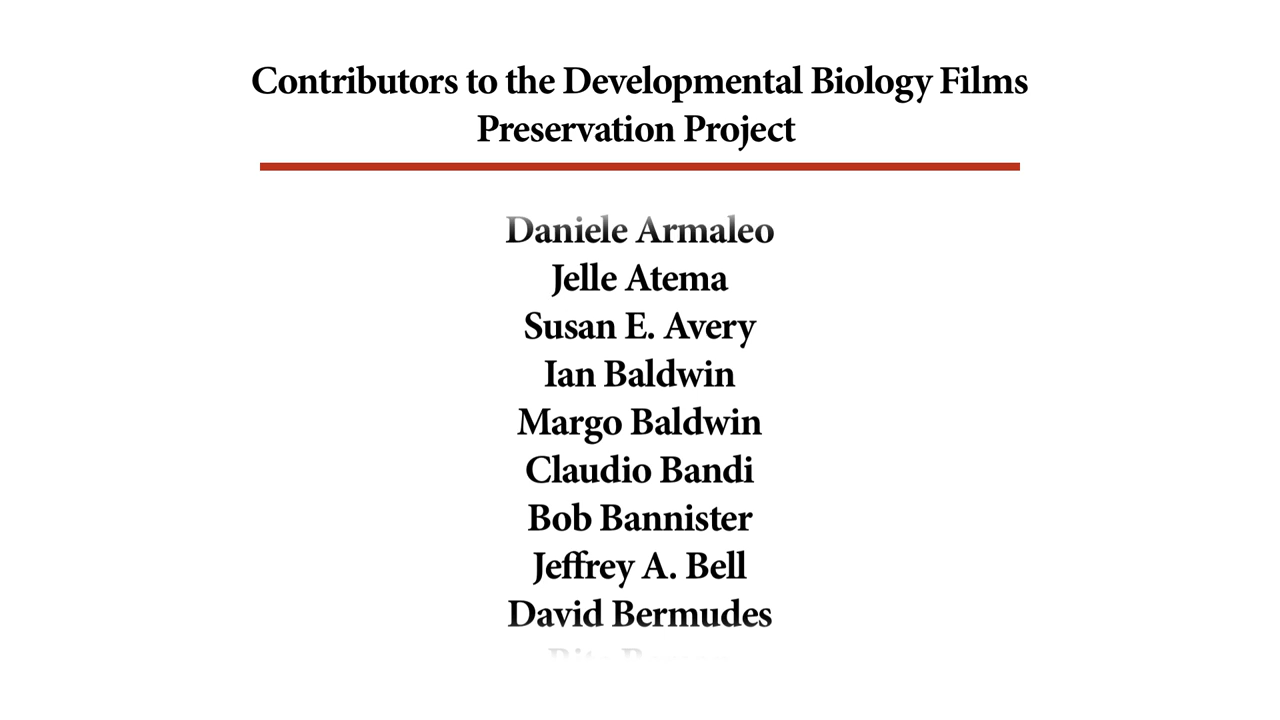 Contributors to the Developmental Biology Films
Preservation Project
Daniele Armaleo
Jelle Atema
Susan E. Avery
Ian Baldwin
Margo Baldwin
Claudio Bandi
Bob Bannister
Jeffrey A. Bell
David Bermudes